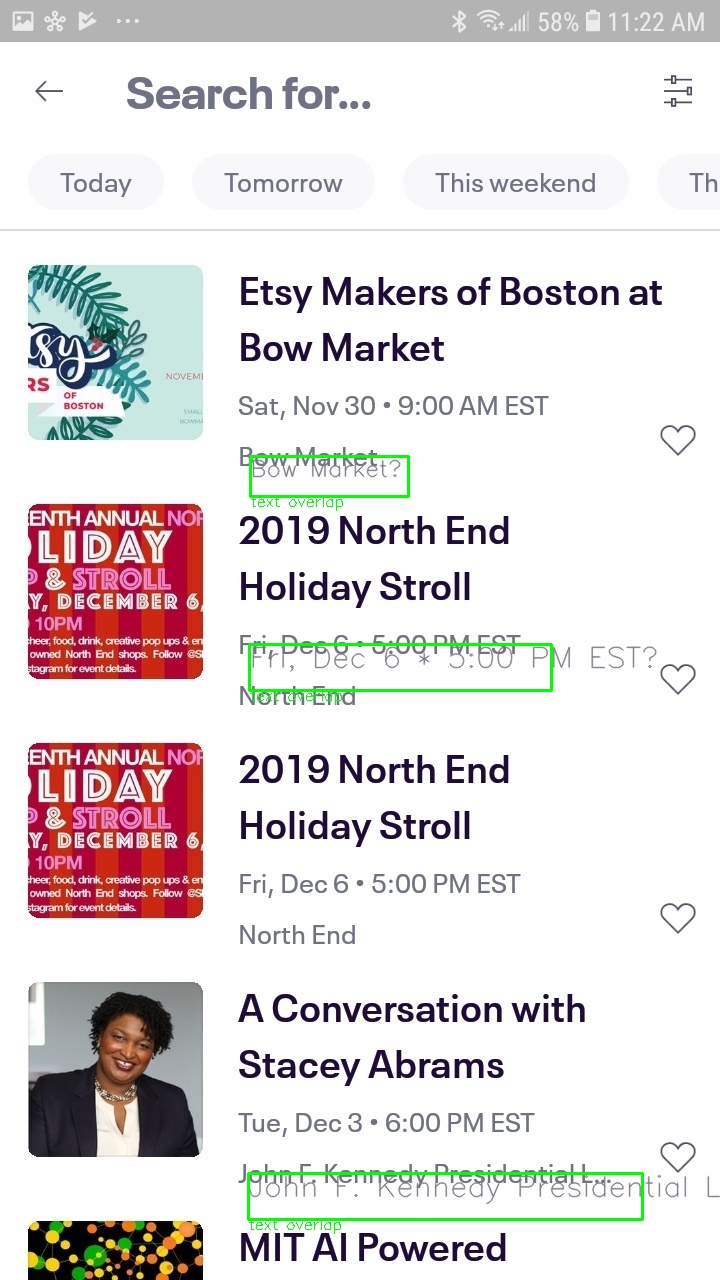 58% 11:22 AM
Search for...
Today
Tomorrow
This weekend
Th
Etsy Makers of Boston at
Bow Market
Sat, Nov 30 • 9:00 AM EST
Bow Market
Bow Market?
text overlap
sy
RS
OF
BOSTON
NOVEM
SMALL
BOWMA
2019 North End
Holiday Stroll
Fri, Dec 6 • 5:00 PM EST
Fri, Dec 6 * 5:00 PM EST?
North End
text overlap
ENTH ANNUAL NOR
LIDAY
P & STROLL
AY, DECEMBER 6,
10PM
cheer, food, drink, creative pop ups & en
owned North End shops. Follow @S
stagram for event details.
2019 North End
Holiday Stroll
Fri, Dec 6 • 5:00 PM EST
North End
ENTH ANNUAL NOR
LIDAY
P & STROLL
AY, DECEMBER 6,
10PM
cheer, food, drink, creative pop ups & en
owned North End shops. Follow @S
stagram for event details.
A Conversation with
Stacey Abrams
Tue, Dec 3 • 6:00 PM EST
John F. Kennedy Presidential L...
John F. Kennedy Presidential L
text overlap
MIT AI Powered